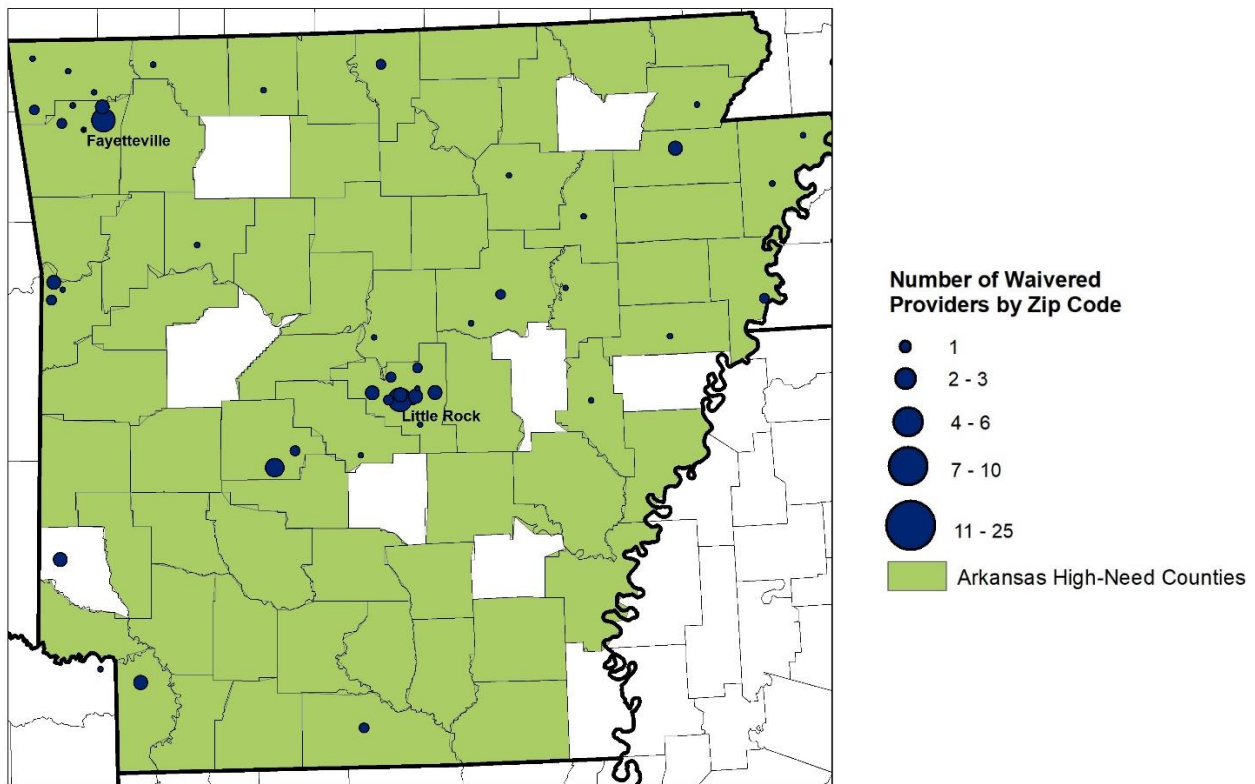 Fayetteville
Little Rock
Number of Waivered
Providers by Zip Code
1
2 - 3
4 - 6
7 - 10
11 - 25
Arkansas High-Need Counties